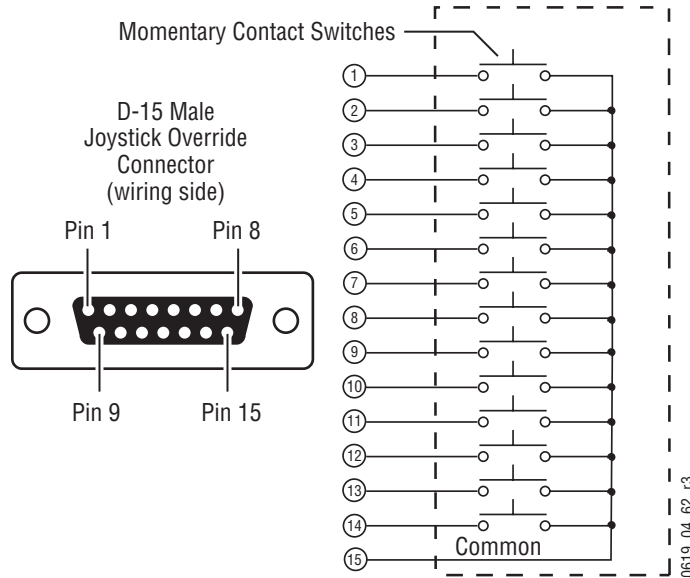 Momentary Contact Switches
D-15 Male
Joystick Override
Connector
(wiring side)
Pin 1
Pin 8
Pin 9
Pin 15
1
2
3
4
5
6
7
8
9
10
11
12
13
14
15
Common
0619_04_62_r3